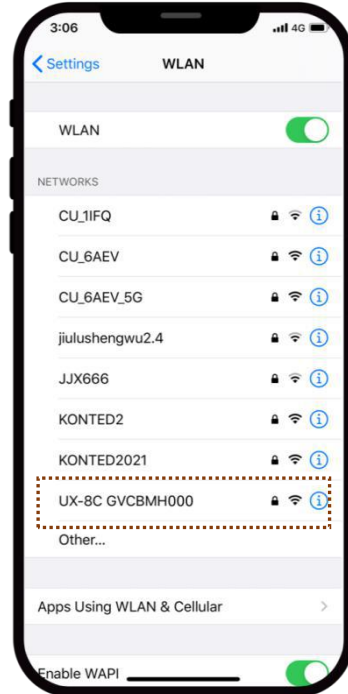 3:06 4G
Settings WLAN
WLAN
NETWORKS
CU_1IFQ
CU_6AEV
CU_6AEV_5G
jiulushengwu2.4
JJX666
KONTED2
KONTED2021
UX-8C GVCBMH000
Other...
Apps Using WLAN & Cellular
Enable WAPI